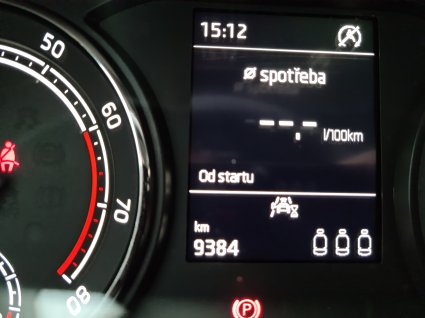 15:12
50
ø spotřeba
60
--.-
l/100km
Od startu
70
km
9384
80
P